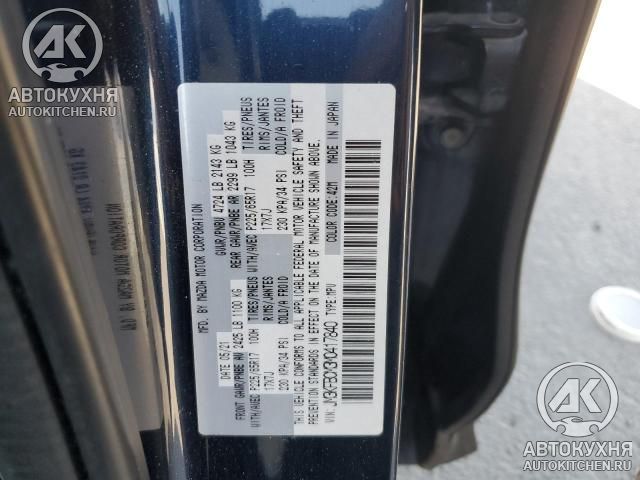 АК
АВТОКУХНЯ
AUTOKITCHEN.RU
MFD. BY MAZDA MOTOR CORPORATION
DATE 05/21 GVWR/PNBV 4724 LB 2143 KG
FRONT GAWR/PNBE AV 2425 LB 1100 KG REAR GAWR/PNBE AR 2299 LB 1043 KG
WITH/AVEC P225/65R17 100H TIRES/PNEUS WITH/AVEC P225/65R17 100H TIRES/PNEUS
17X7J RIMS/JANTES 17X7J RIMS/JANTES
230 KPA/34 PSI COLD/A FROID 230 KPA/34 PSI COLD/A FROID
THIS VEHICLE CONFORMS TO ALL APPLICABLE FEDERAL MOTOR VEHICLE SAFETY AND THEFT
PREVENTION STANDARDS IN EFFECT ON THE DATE OF MANUFACTURE SHOWN ABOVE.
COLOR CODE:42M MADE IN JAPAN
TYPE:MPV
VIN:
АК
АВТОКУХНЯ
AUTOKITCHEN.RU